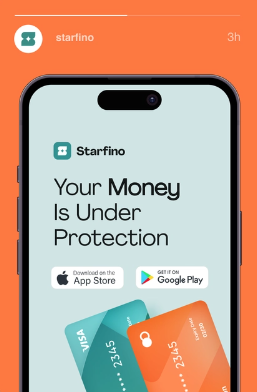 starfino
3h
Starfino
Your Money
Is Under
Protection
Download on the
App Store
GET IT ON
Google Play
VISA
2345
2345